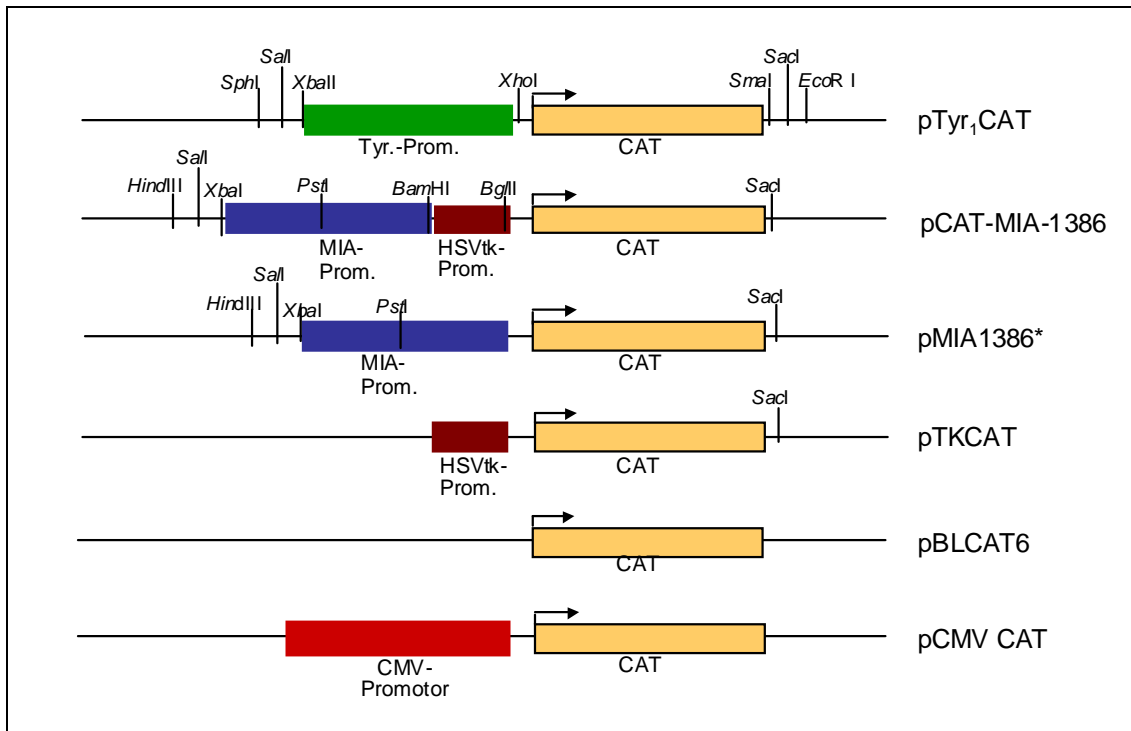 SphI SalI XbaII XhoI SmaI SacI EcoR I
Tyr.-Prom. CAT
pTyr₁CAT
HindIII SalI XbaI PstI BamHI BglII SacI
MIA-
Prom.
HSVtk-
Prom.
CAT
pCAT-MIA-1386
HindIII SalI XbaI PstI SacI
MIA-
Prom.
CAT
pMIA1386*
SacI
HSVtk-
Prom.
CAT
pTKCAT
CAT
pBLCAT6
CMV-
Promotor
CAT
pCMV CAT